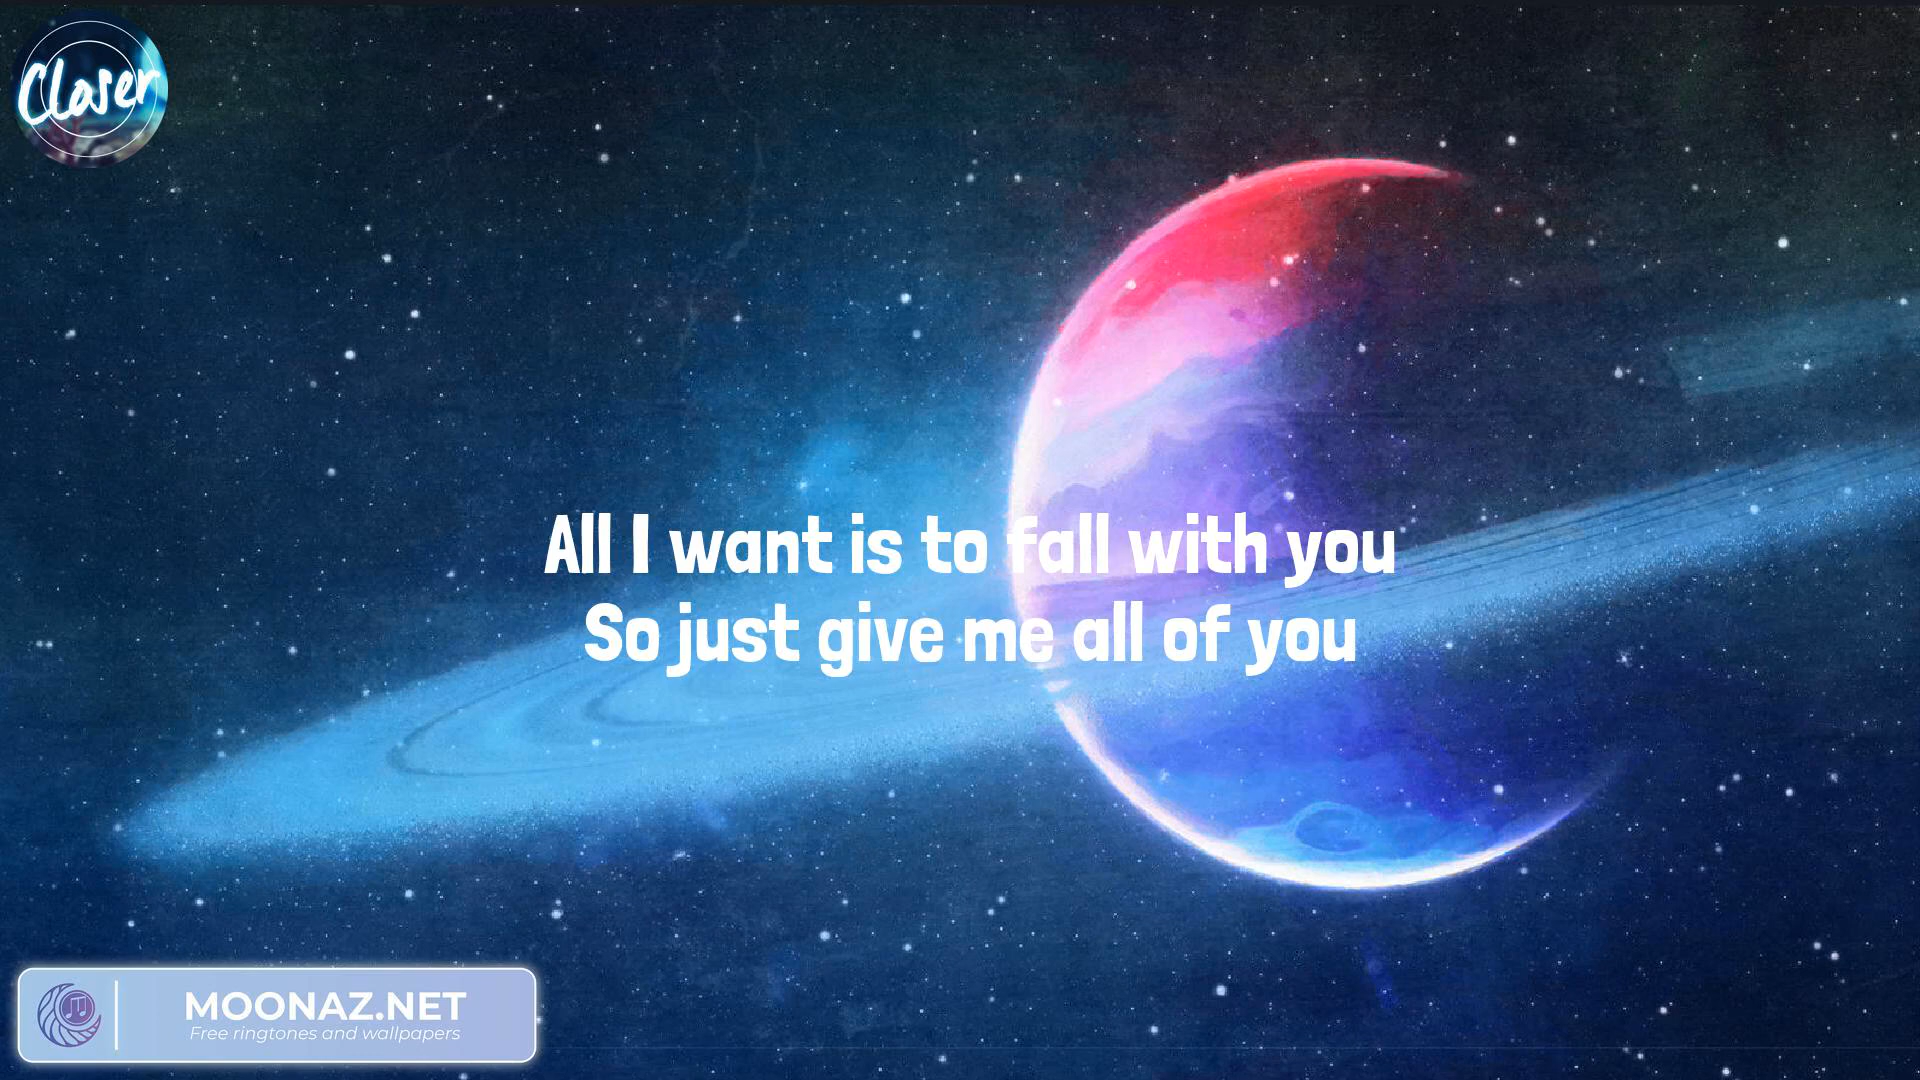 Closer
All I want is to fall with you
So just give me all of you
MOONAZ.NET
Free ringtones and wallpapers